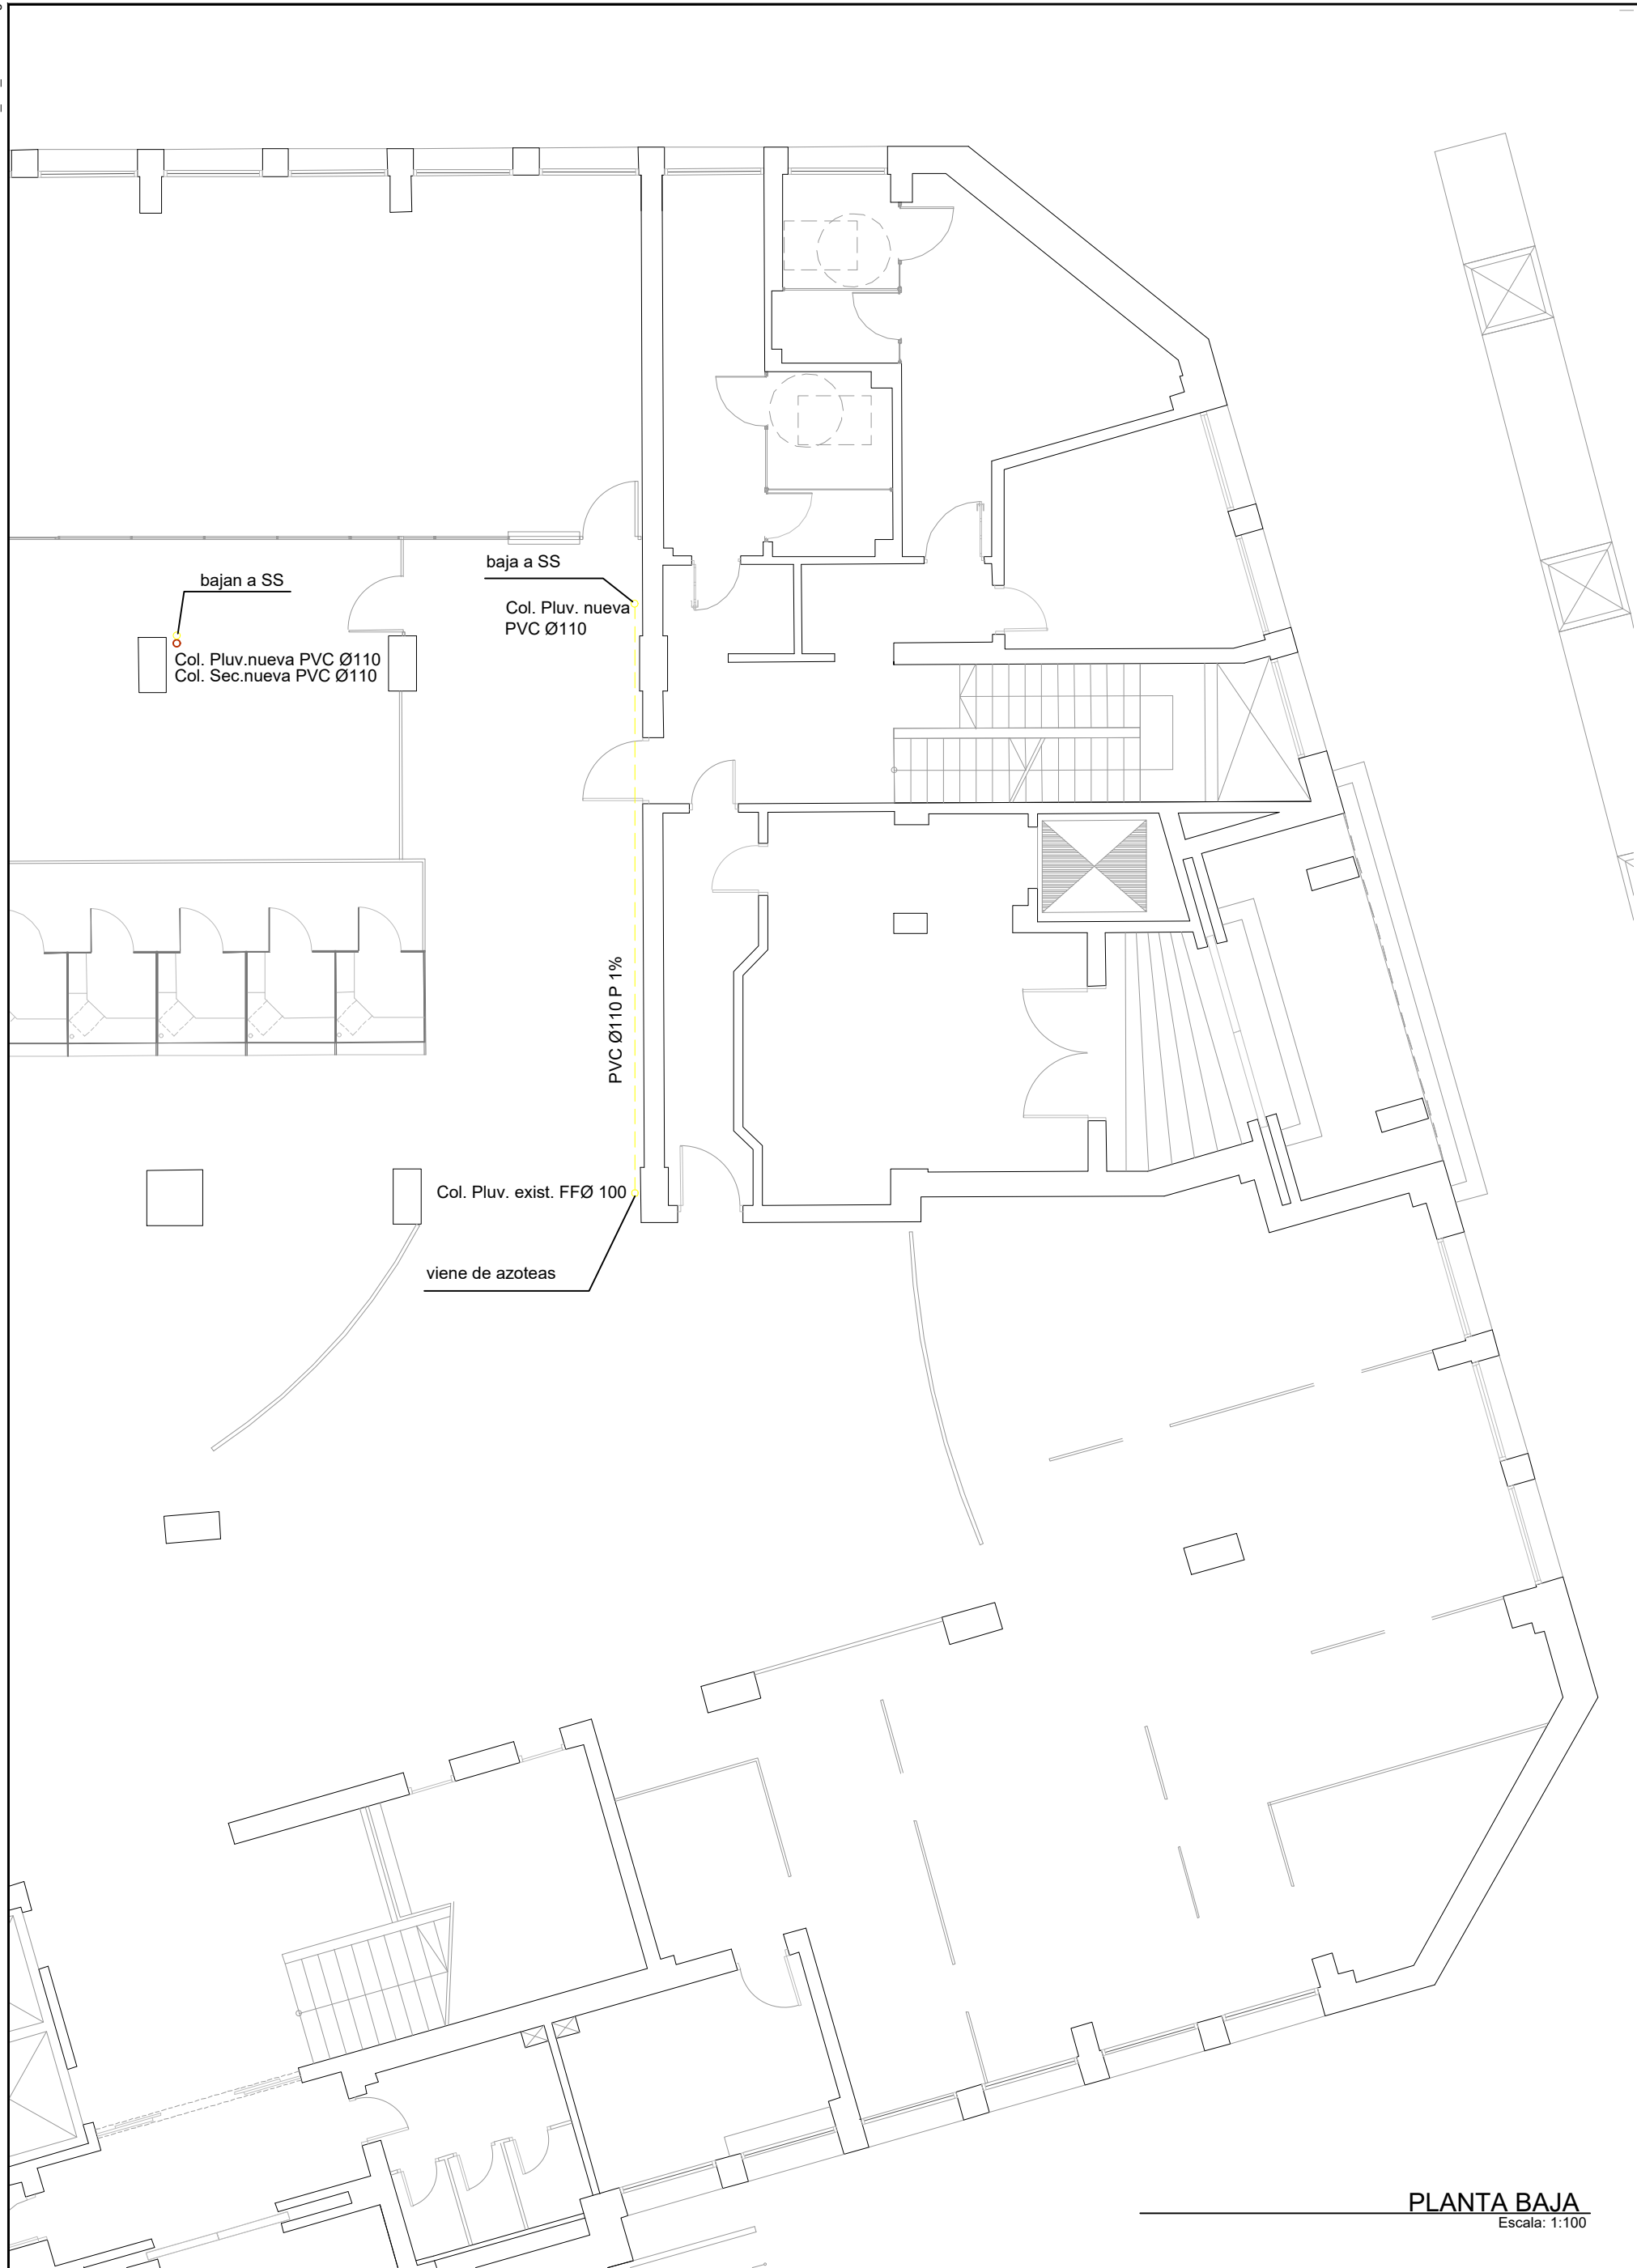 bajan a SS
Col. Pluv.nueva PVC Ø110
Col. Sec.nueva PVC Ø110
baja a SS
Col. Pluv. nueva
PVC Ø110
PVC Ø110 P 1%
Col. Pluv. exist. FFØ 100
viene de azoteas
PLANTA BAJA
Escala: 1:100